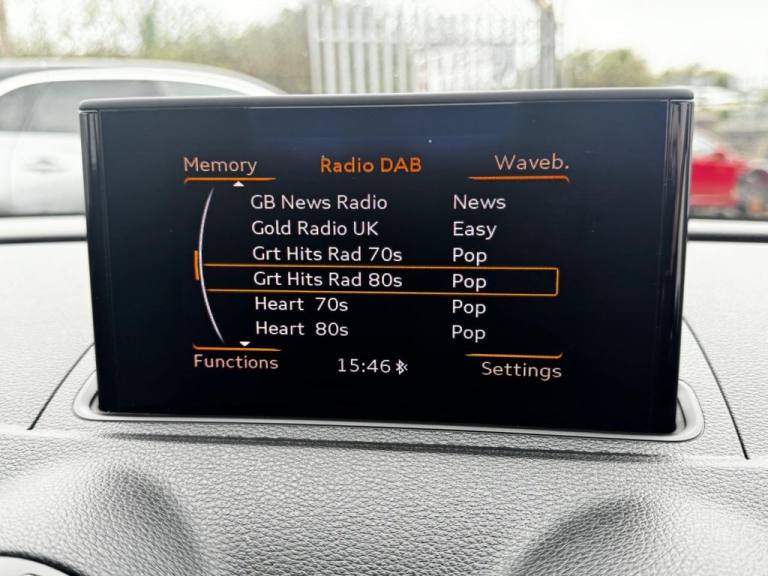 Memory Radio DAB Waveb.
GB News Radio News
Gold Radio UK Easy
Grt Hits Rad 70s Pop
Grt Hits Rad 80s Pop
Heart 70s Pop
Heart 80s Pop
Functions 15:46 Settings